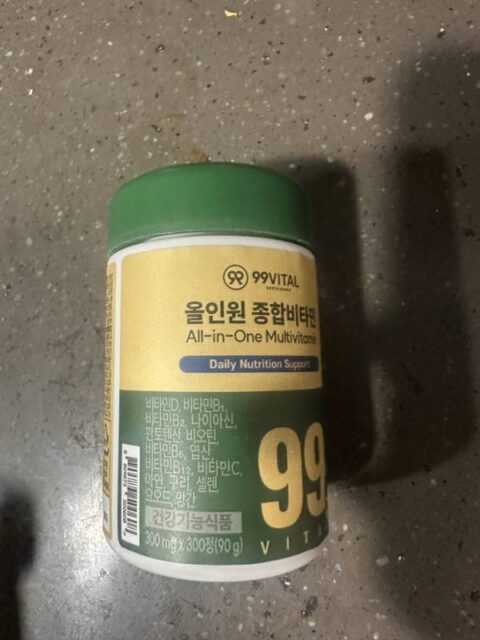 99VITAL
올인원 종합비타민
All-in-One Multivitamin
Daily Nutrition Support
비타민D, 비타민B₁,
비타민B₂, 나이아신,
판토텐산, 비오틴,
비타민B₆, 엽산,
비타민B₁₂, 비타민C,
아연, 구리, 셀렌,
요오드, 망간
건강기능식품
300 mg x 300정(90 g)
99
VIT